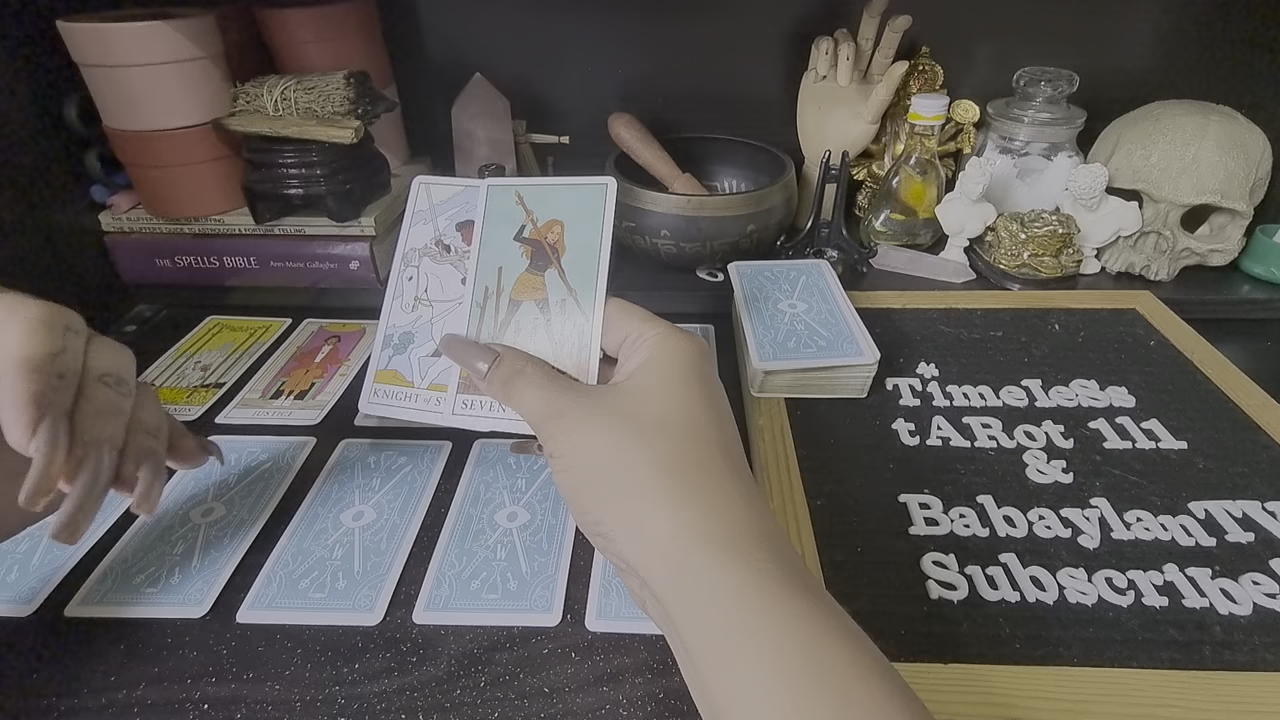 THE BLUFFER'S GUIDE TO BLUFFING
THE BLUFFER'S GUIDE TO ASTROLOGY & FORTUNE TELLING
THE SPELLS BIBLE Ann-Marie Gallagher
ANDS
JUSTICE
KNIGHT of S
SEVEN
TimeleSs
tARot 111
&
BabaylanTV
Subscribe!